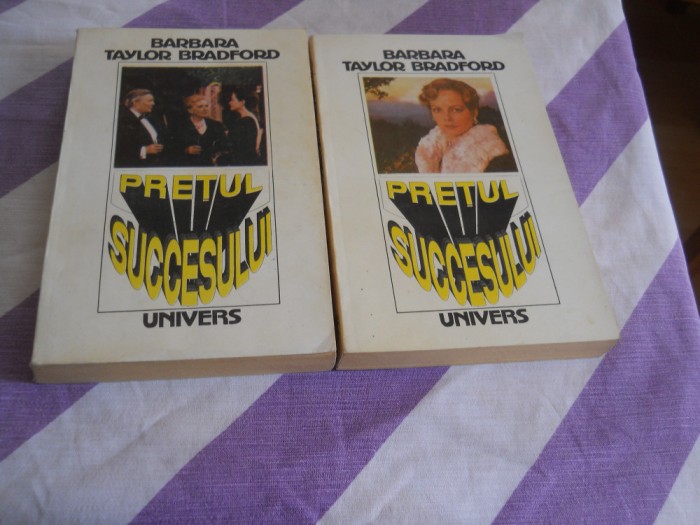 BARBARA
TAYLOR BRADFORD
PREȚUL
SUCCESULUI
UNIVERS
BARBARA
TAYLOR BRADFORD
PREȚUL
SUCCESULUI
UNIVERS